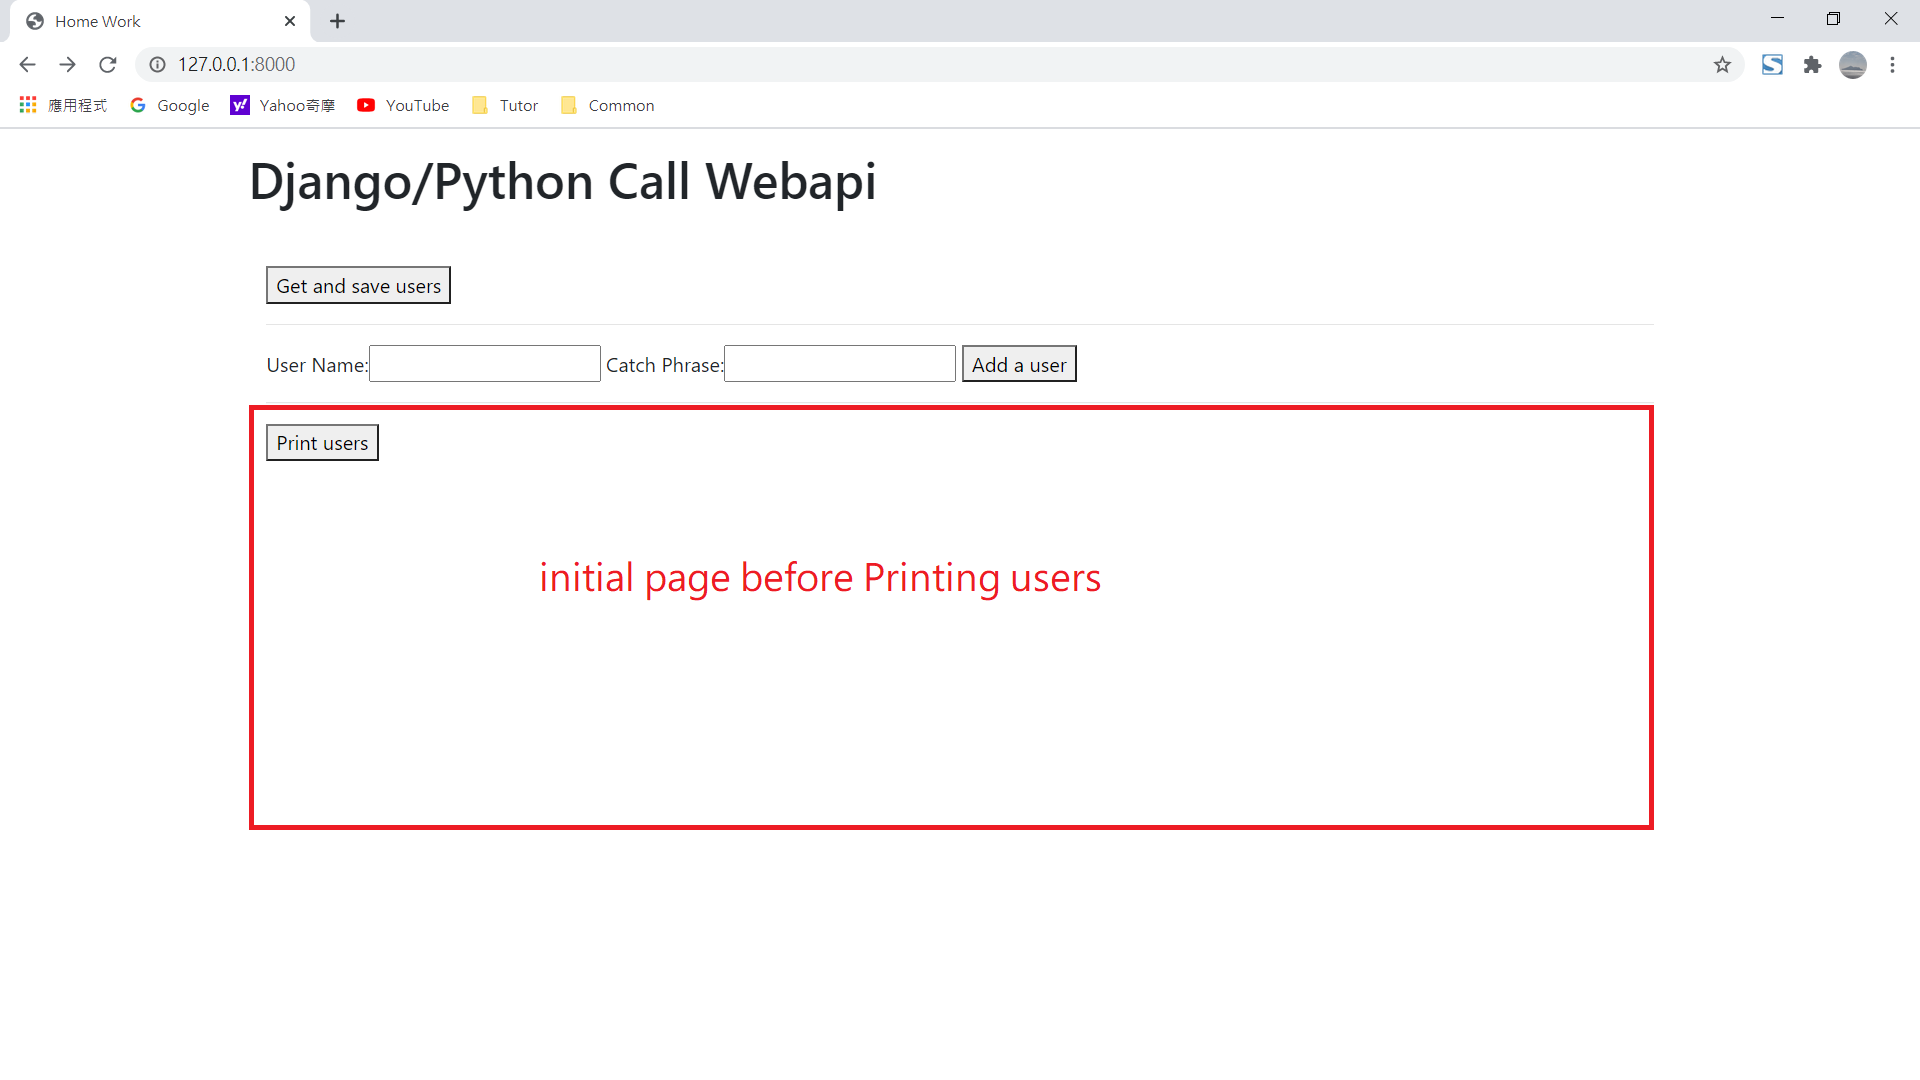 Home Work
127.0.0.1:8000
應用程式 Google Yahoo奇摩 YouTube Tutor Common
Django/Python Call Webapi
Get and save users
User Name: Catch Phrase: Add a user
Print users
initial page before Printing users